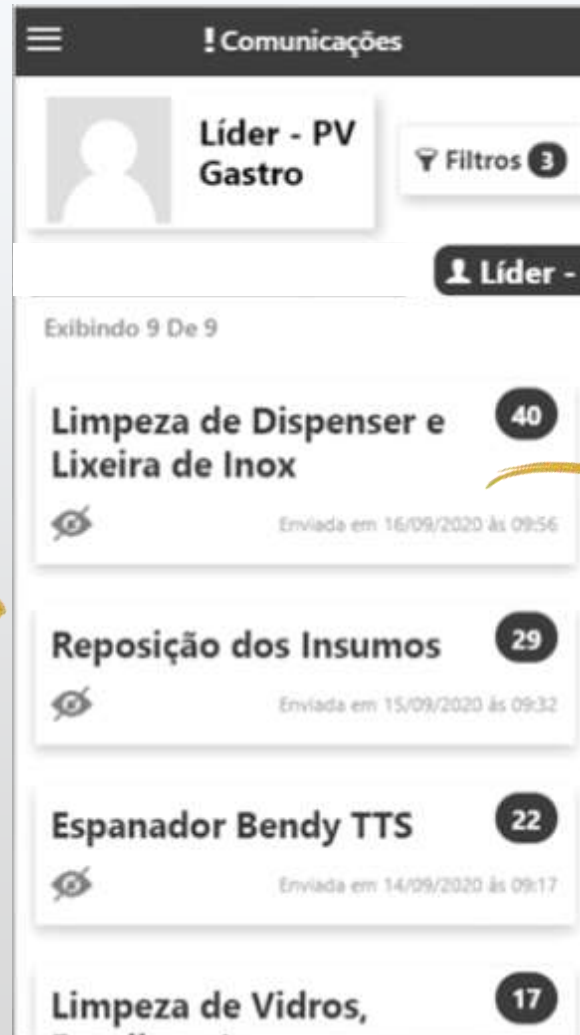 ! Comunicações
Líder - PV
Gastro
Filtros 3
Líder -
Exibindo 9 De 9
Limpeza de Dispenser e
Lixeira de Inox
40
Enviada em 16/09/2020 às 09:56
Reposição dos Insumos
29
Enviada em 15/09/2020 às 09:32
Espanador Bendy TTS
22
Enviada em 14/09/2020 às 09:17
Limpeza de Vidros,
17